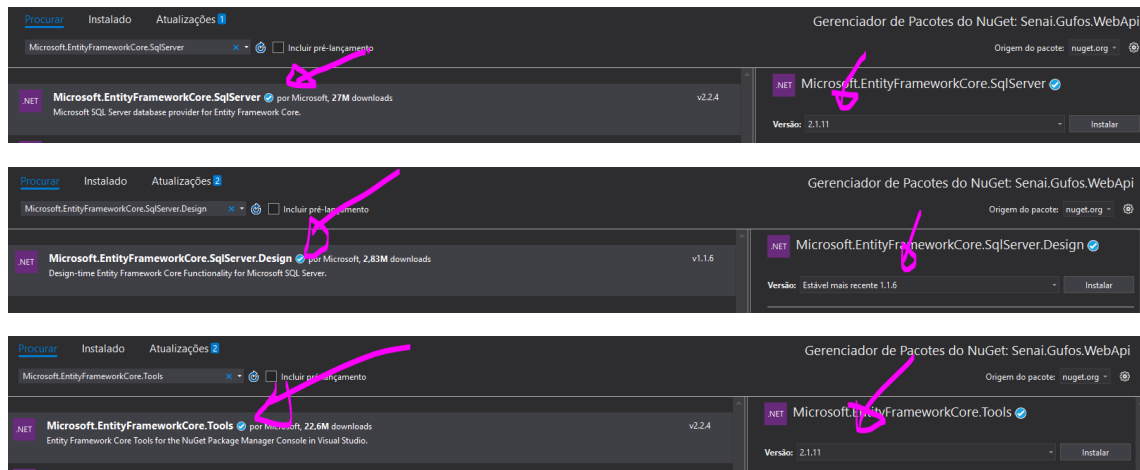 Procurar Instalado Atualizações 1 Gerenciador de Pacotes do NuGet: Senai.Gufos.WebApi
Microsoft.EntityFrameworkCore.SqlServer Incluir pré-lançamento Origem do pacote: nuget.org
.NET Microsoft.EntityFrameworkCore.SqlServer por Microsoft, 27M downloads v2.2.4 .NET Microsoft.EntityFrameworkCore.SqlServer
Microsoft SQL Server database provider for Entity Framework Core.
Versão: 2.1.11 Instalar
Procurar Instalado Atualizações 2 Gerenciador de Pacotes do NuGet: Senai.Gufos.WebApi
Microsoft.EntityFrameworkCore.SqlServer.Design Incluir pré-lançamento Origem do pacote: nuget.org
.NET Microsoft.EntityFrameworkCore.SqlServer.Design por Microsoft, 2,83M downloads v1.1.6 .NET Microsoft.EntityFrameworkCore.SqlServer.Design
Design-time Entity Framework Core Functionality for Microsoft SQL Server.
Versão: Estável mais recente 1.1.6 Instalar
Procurar Instalado Atualizações 2 Gerenciador de Pacotes do NuGet: Senai.Gufos.WebApi
Microsoft.EntityFrameworkCore.Tools Incluir pré-lançamento Origem do pacote: nuget.org
.NET Microsoft.EntityFrameworkCore.Tools por Microsoft, 22,6M downloads v2.2.4 .NET Microsoft.EntityFrameworkCore.Tools
Entity Framework Core Tools for the NuGet Package Manager Console in Visual Studio.
Versão: 2.1.11 Instalar